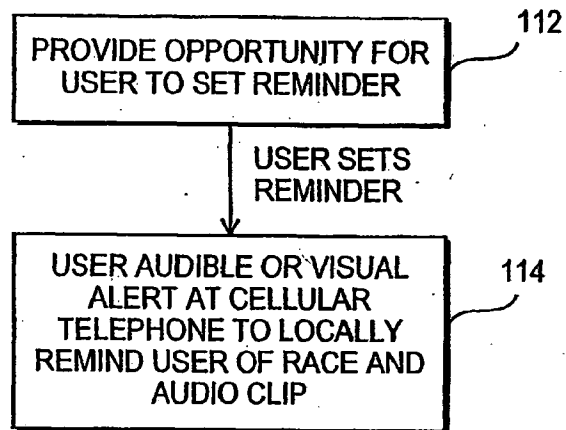 112
PROVIDE OPPORTUNITY FOR
USER TO SET REMINDER
USER SETS
REMINDER
114
USER AUDIBLE OR VISUAL
ALERT AT CELLULAR
TELEPHONE TO LOCALLY
REMIND USER OF RACE AND
AUDIO CLIP